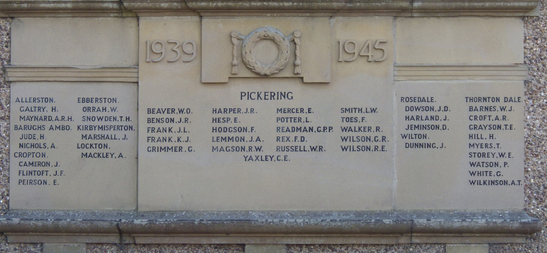 1939 1945
PICKERING
ALLERSTON.
GALTRY. H.
MAYNARD, A.R.H.
BARUGHS AMBO.
JUDE. H.
NICHOLS. A.
CROPTON.
CAMERON. J.
FLINTOFT. J.F.
PEIRSON. E.
EBBERSTON.
ORRAH. W.
SNOWDEN. T.H.
KIRBYMISPERTON.
MARSHALL. J.
LOCKTON.
MACKLEY. A.
BEAVER, W.O.
BENSON. J.R.
FRANK. J.L.
FRANK. K.J.
GRIMMER. G.
HARPER. J.R.
HESP. E.
HODGSON. F.
LEMMON. J.A.
MAGSON. R.W.
MERCER. E.
POTTER. L.
READMAN. G.P.P.
REX. F.D.
RUSSELL. W.R.
SMITH. L.W.
TOES. F.
WALKER. R.
WILSON. G.R.
WILSON. R.E.
YAXLEY. C.E.
ROSEDALE.
DOWSON. J.D.
HARLAND. J.
JEMINSON. D.
WILTON.
DUNNING. J.
THORNTON DALE
BARNES. W.J.
CROFT. A.R.
GRAYSON. T.E.
HILL. H.
MYERS. T.
STOREY. W.E.
WATSON. P.
WHITE. G.
WILKINSON. A.T.